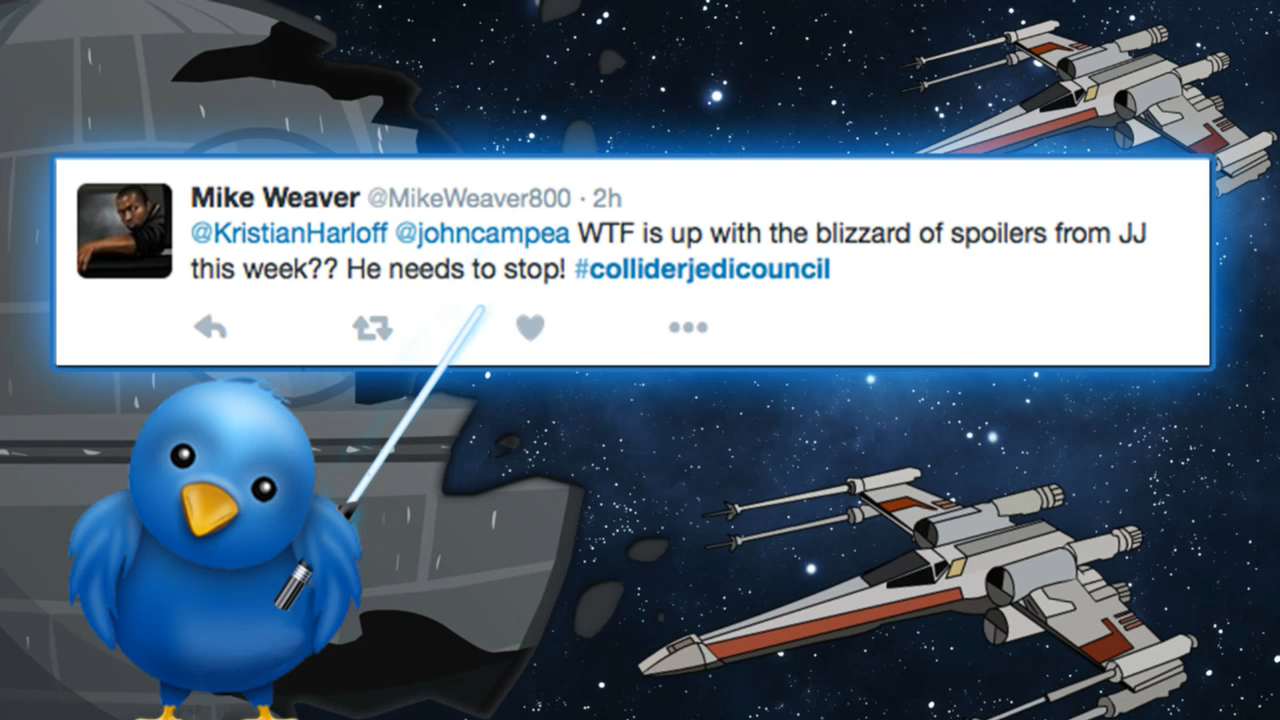 Mike Weaver @MikeWeaver800 · 2h
@KristianHarloff @johncampea WTF is up with the blizzard of spoilers from JJ
this week?? He needs to stop! #colliderjedicouncil